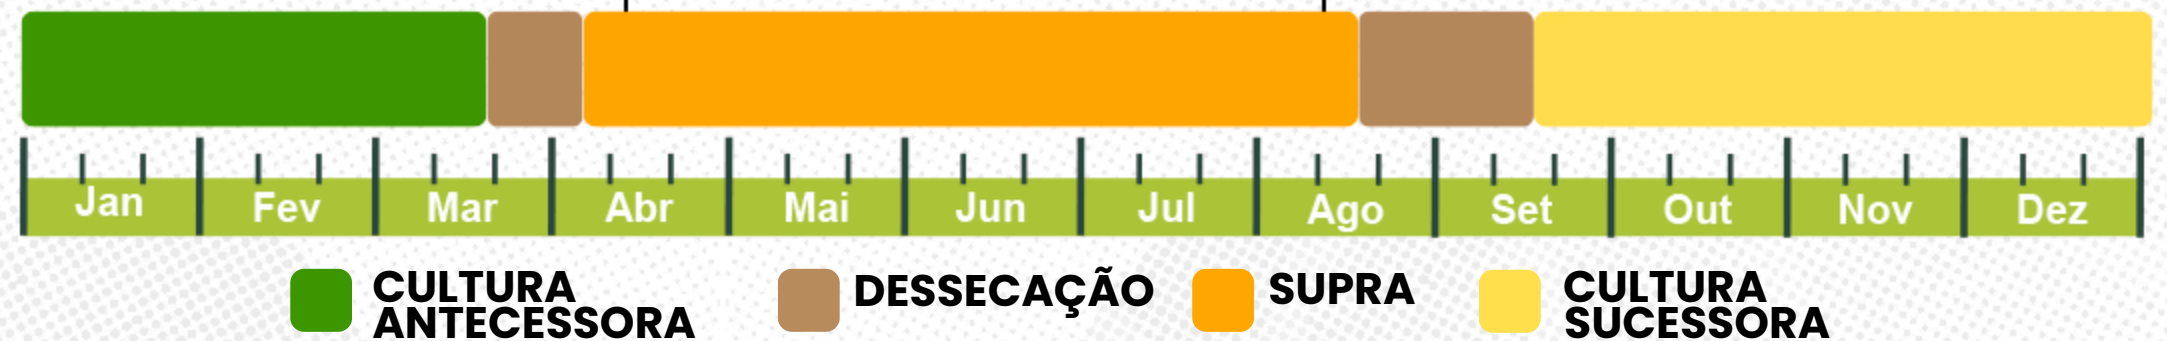 Jan Fev Mar Abr Mai Jun Jul Ago Set Out Nov Dez
CULTURA
ANTECESSORA
DESSECAÇÃO
SUPRA
CULTURA
SUCESSORA